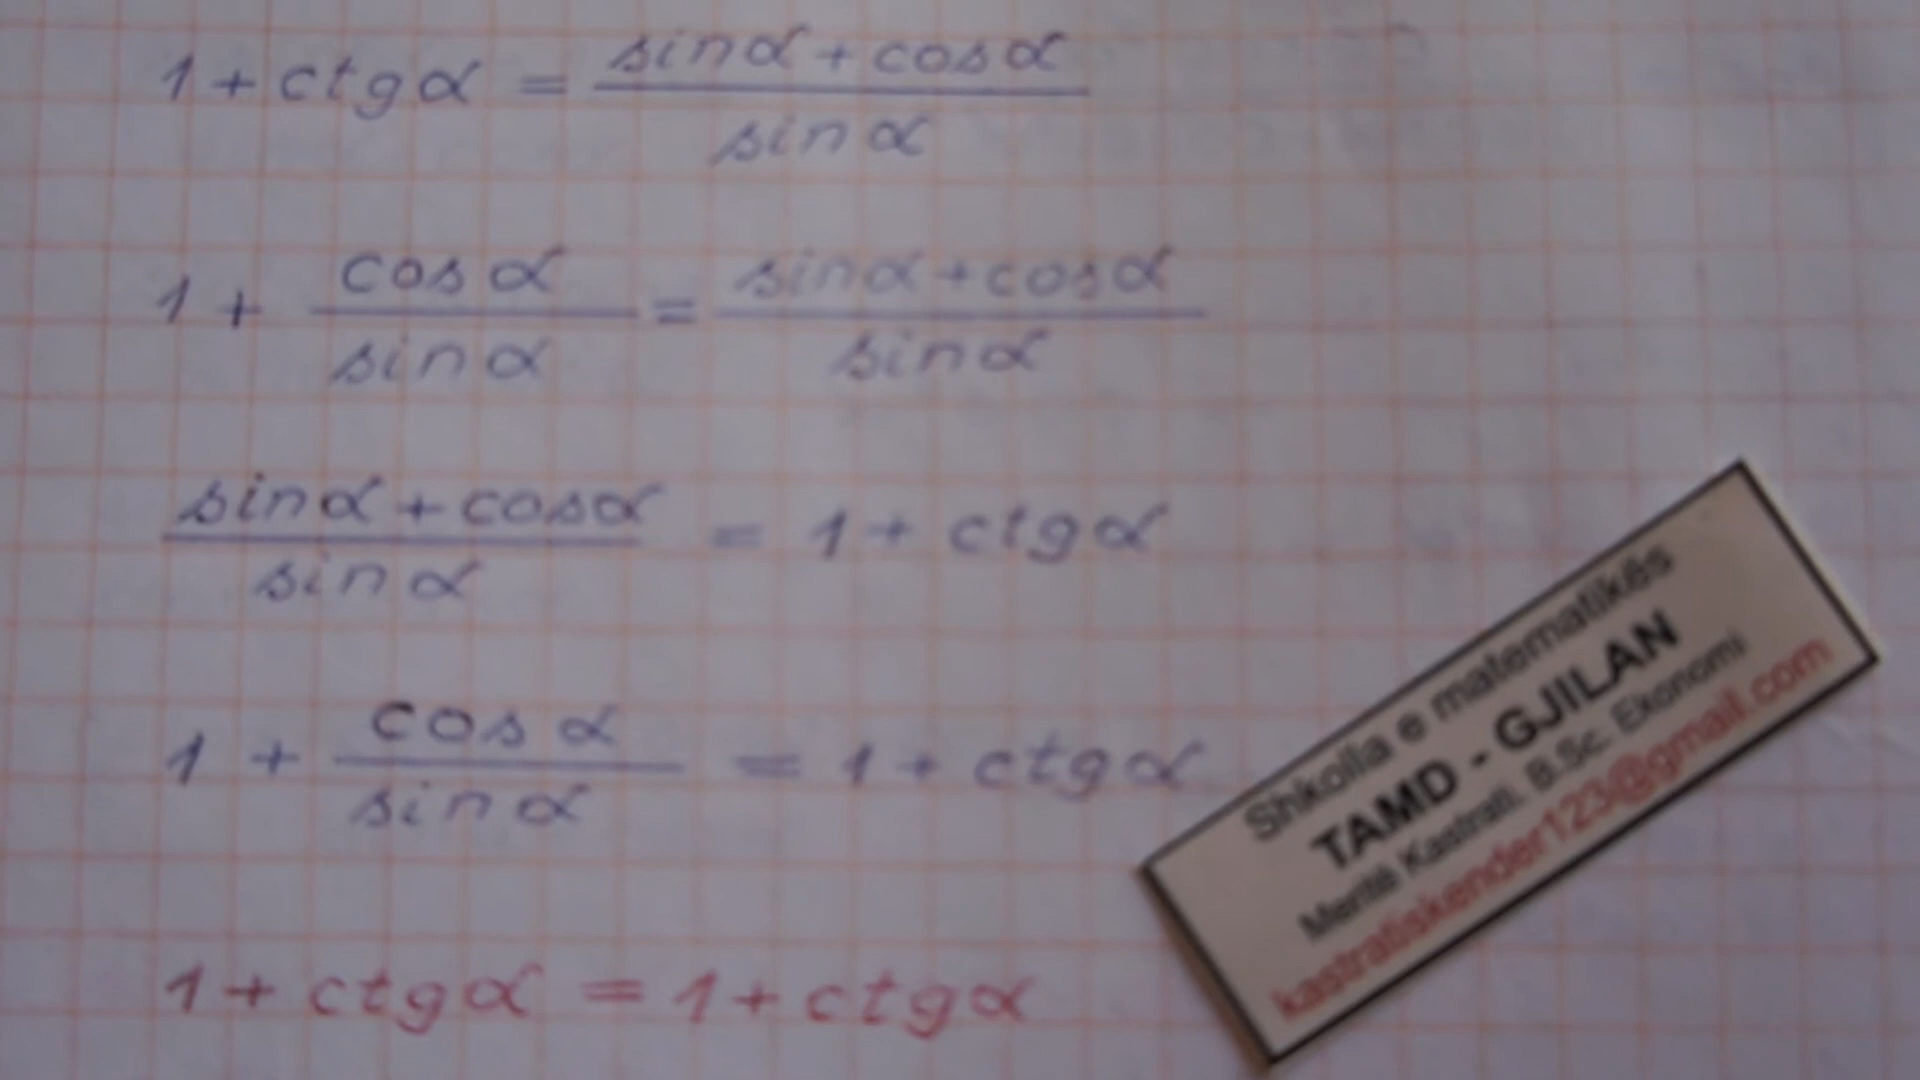 1 + ctgα = (sinα + cosα)/(sinα)
1 + (cosα)/(sinα) = (sinα + cosα)/(sinα)
(sinα + cosα)/(sinα) = 1 + ctgα
1 + (cosα)/(sinα) = 1 + ctgα
1 + ctgα = 1 + ctgα
Shkolla e matematikës
TAMD - GJILAN
Meritë Kastrati. B.Sc. Ekonomi
kastratiskender123@gmail.com